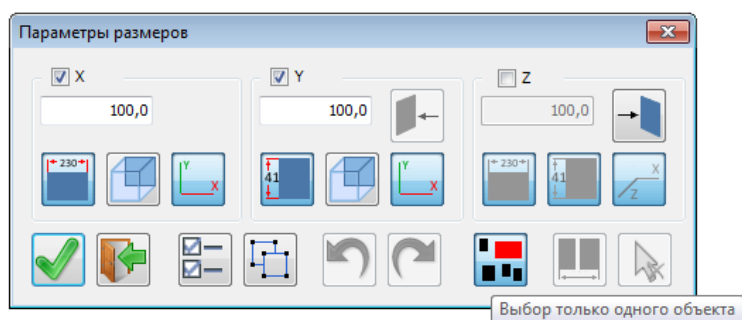 Параметры размеров
X
Y
Z
100,0
100,0
100,0
230
Y
X
41
Y
X
230
41
X
Z
Выбор только одного объекта